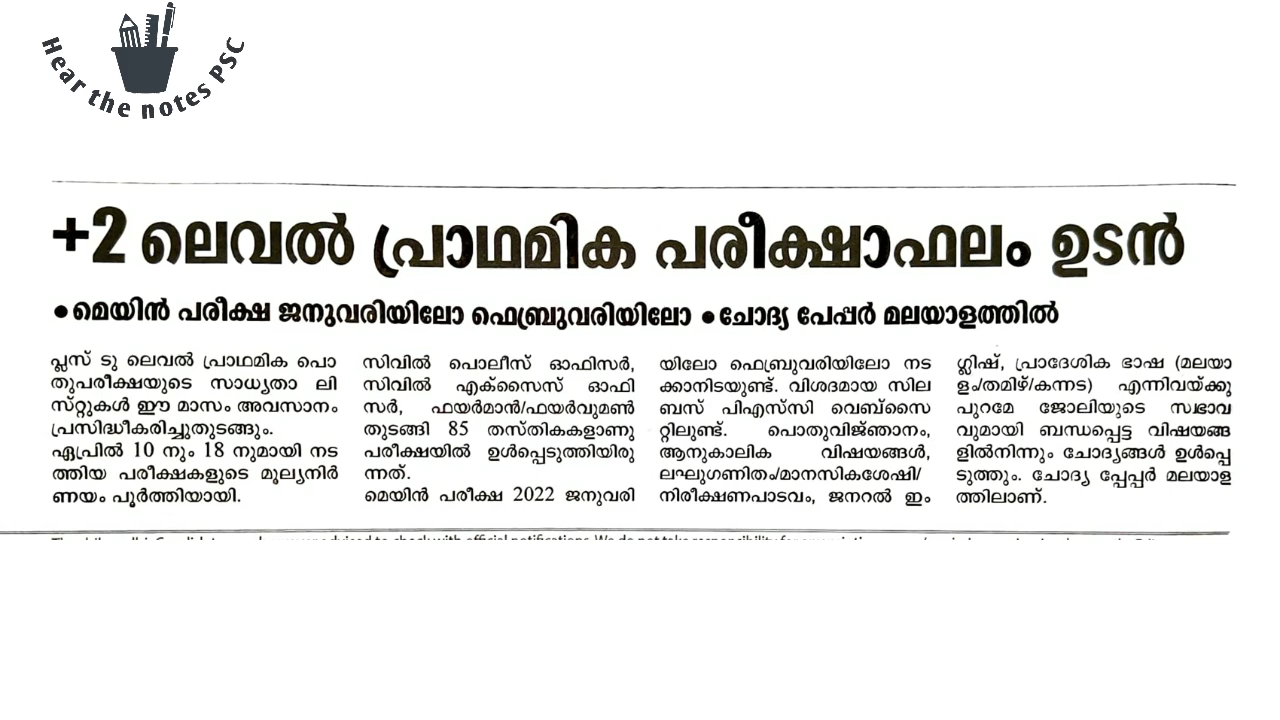 Hear the notes PSC
+2 ലെവൽ പ്രാഥമിക പരീക്ഷാഫലം ഉടൻ
●മെയിൻ പരീക്ഷ ജനുവരിയിലോ ഫെബ്രുവരിയിലോ ●ചോദ്യ പേപ്പർ മലയാളത്തിൽ
പ്ലസ് ടു ലെവൽ പ്രാഥമിക പൊ
തുപരീക്ഷയുടെ സാധ്യതാ ലി
സ്റ്റുകൾ ഈ മാസം അവസാനം
പ്രസിദ്ധീകരിച്ചുതുടങ്ങും.
ഏപ്രിൽ 10 നും 18 നുമായി നട
ത്തിയ പരീക്ഷകളുടെ മൂല്യനിർ
ണയം പൂർത്തിയായി.
സിവിൽ പൊലീസ് ഓഫിസർ,
സിവിൽ എക്സൈസ് ഓഫി
സർ, ഫയർമാൻ/ഫയർവുമൺ
തുടങ്ങി 85 തസ്തികകളാണു
പരീക്ഷയിൽ ഉൾപ്പെടുത്തിയിരു
ന്നത്.
മെയിൻ പരീക്ഷ 2022 ജനുവരി
യിലോ ഫെബ്രുവരിയിലോ നട
ക്കാനിടയുണ്ട്. വിശദമായ സില
ബസ് പിഎസ്‌സി വെബ്സൈ
റ്റിലുണ്ട്. പൊതുവിജ്ഞാനം,
ആനുകാലിക വിഷയങ്ങൾ,
ലഘുഗണിതം/മാനസികശേഷി/
നിരീക്ഷണപാടവം, ജനറൽ ഇം
ഗ്ലിഷ്, പ്രാദേശിക ഭാഷ (മലയാ
ളം/തമിഴ്/കന്നട) എന്നിവയ്ക്കു
പുറമേ ജോലിയുടെ സ്വഭാവ
വുമായി ബന്ധപ്പെട്ട വിഷയങ്ങ
ളിൽനിന്നും ചോദ്യങ്ങൾ ഉൾപ്പെ
ടുത്തും. ചോദ്യ പ്പേപ്പർ മലയാള
ത്തിലാണ്.